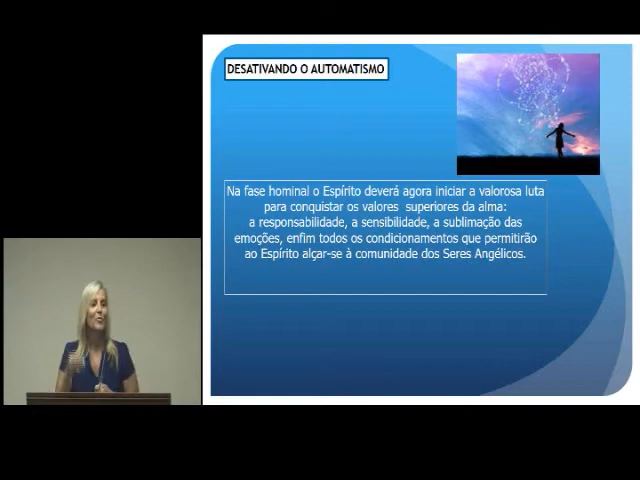 DESATIVANDO O AUTOMATISMO
Na fase hominal o Espírito deverá agora iniciar a valorosa luta
para conquistar os valores superiores da alma:
a responsabilidade, a sensibilidade, a sublimação das
emoções, enfim todos os condicionamentos que permitirão
ao Espírito alçar-se à comunidade dos Seres Angélicos.